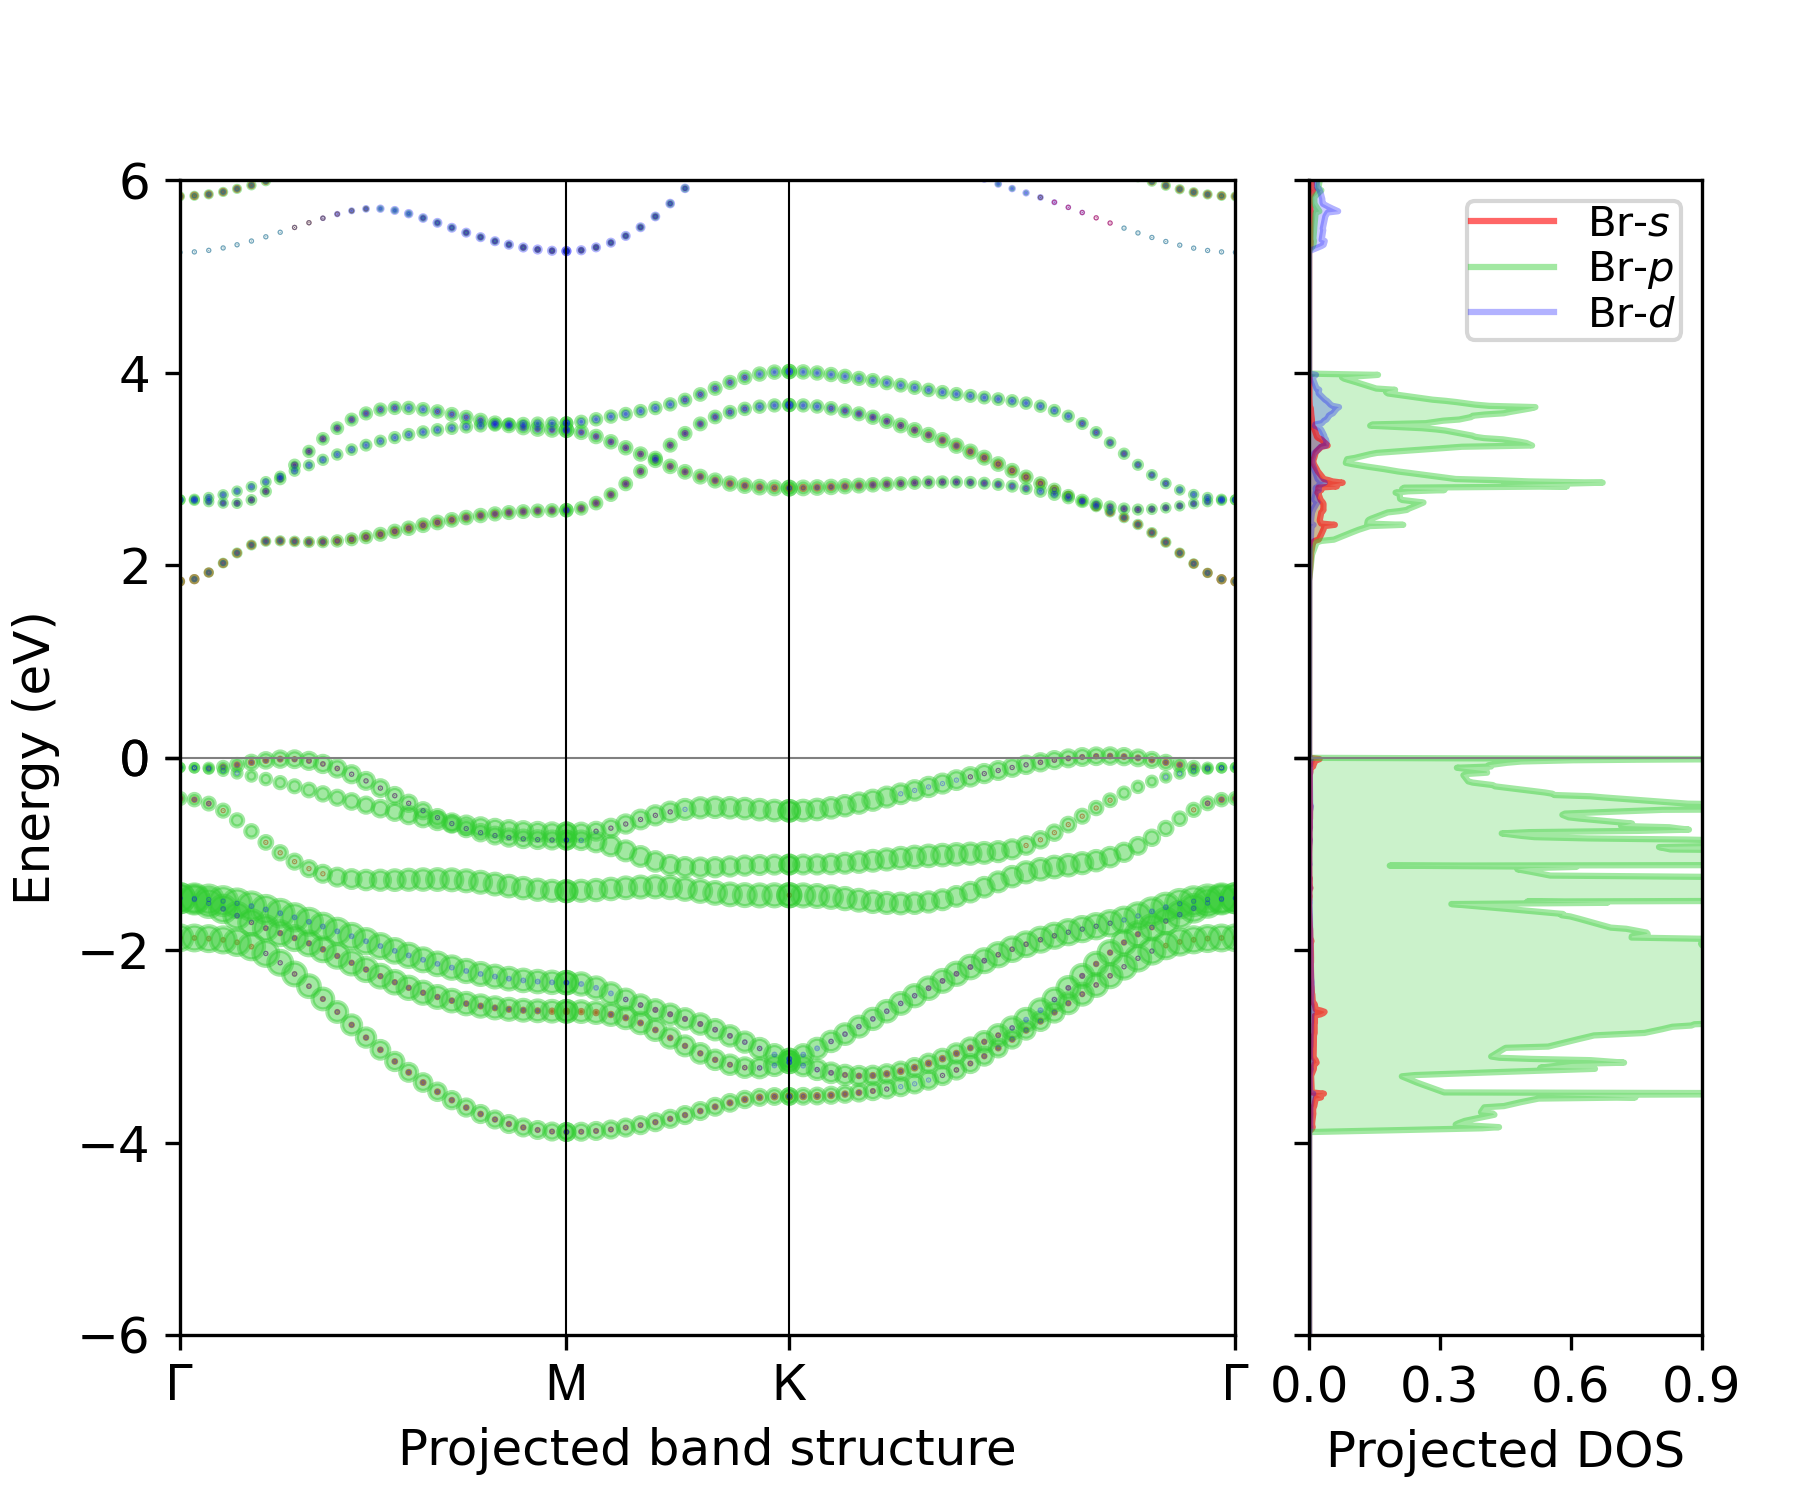 6
4
2
0
−2
−4
−6
Energy (eV)
Γ M K Γ
Projected band structure
Br-s
Br-p
Br-d
0.0 0.3 0.6 0.9
Projected DOS